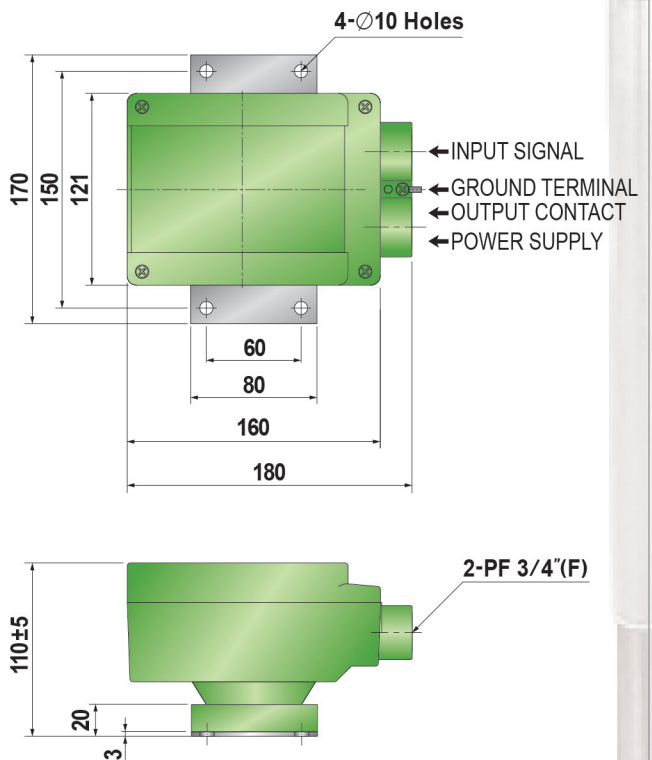 4-∅10 Holes
INPUT SIGNAL
GROUND TERMINAL
OUTPUT CONTACT
POWER SUPPLY
170
150
121
60
80
160
180
2-PF 3/4"(F)
110±5
20
3